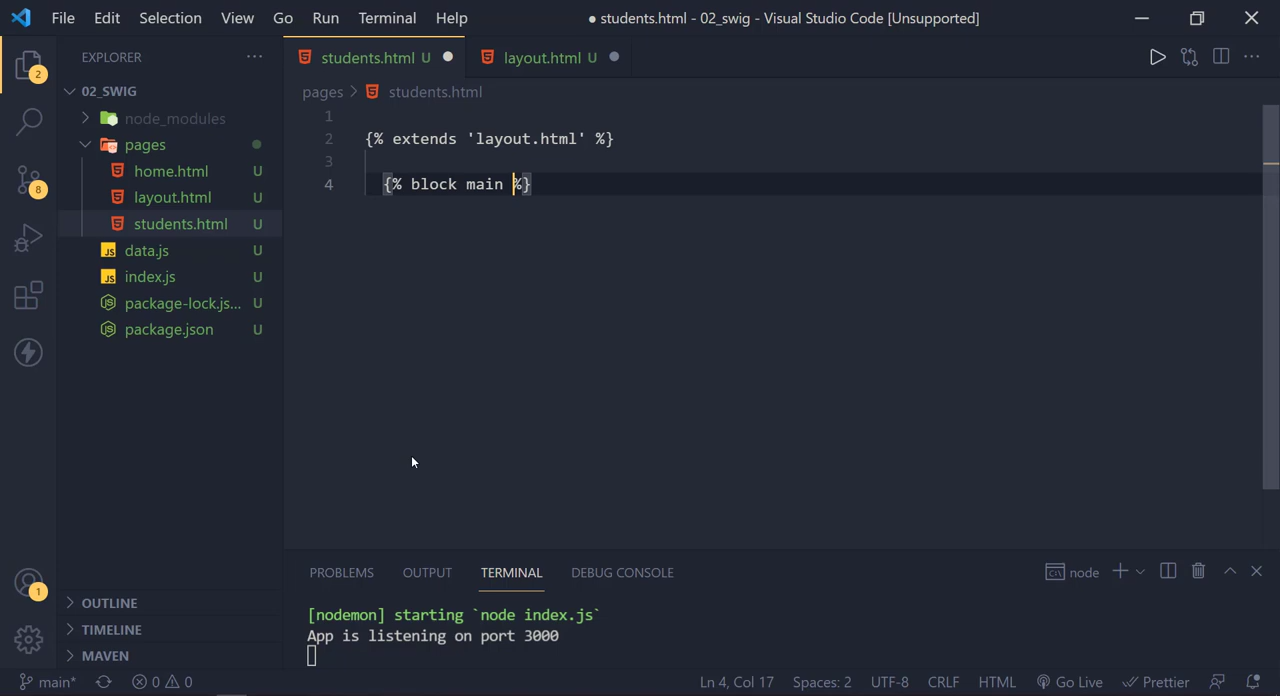 File Edit Selection View Go Run Terminal Help
● students.html - 02_swig - Visual Studio Code [Unsupported]
EXPLORER ···
2
students.html U
layout.html U
02_SWIG
pages > students.html
node_modules
pages
home.html U
layout.html U
8
students.html U
data.js U
index.js U
package-lock.js... U
package.json U
1
2 {% extends 'layout.html' %}
3
4 {% block main %}
PROBLEMS OUTPUT TERMINAL DEBUG CONSOLE
node
[nodemon] starting `node index.js`
App is listening on port 3000
1
OUTLINE
TIMELINE
MAVEN
main* 0 0
Ln 4, Col 17 Spaces: 2 UTF-8 CRLF HTML Go Live Prettier